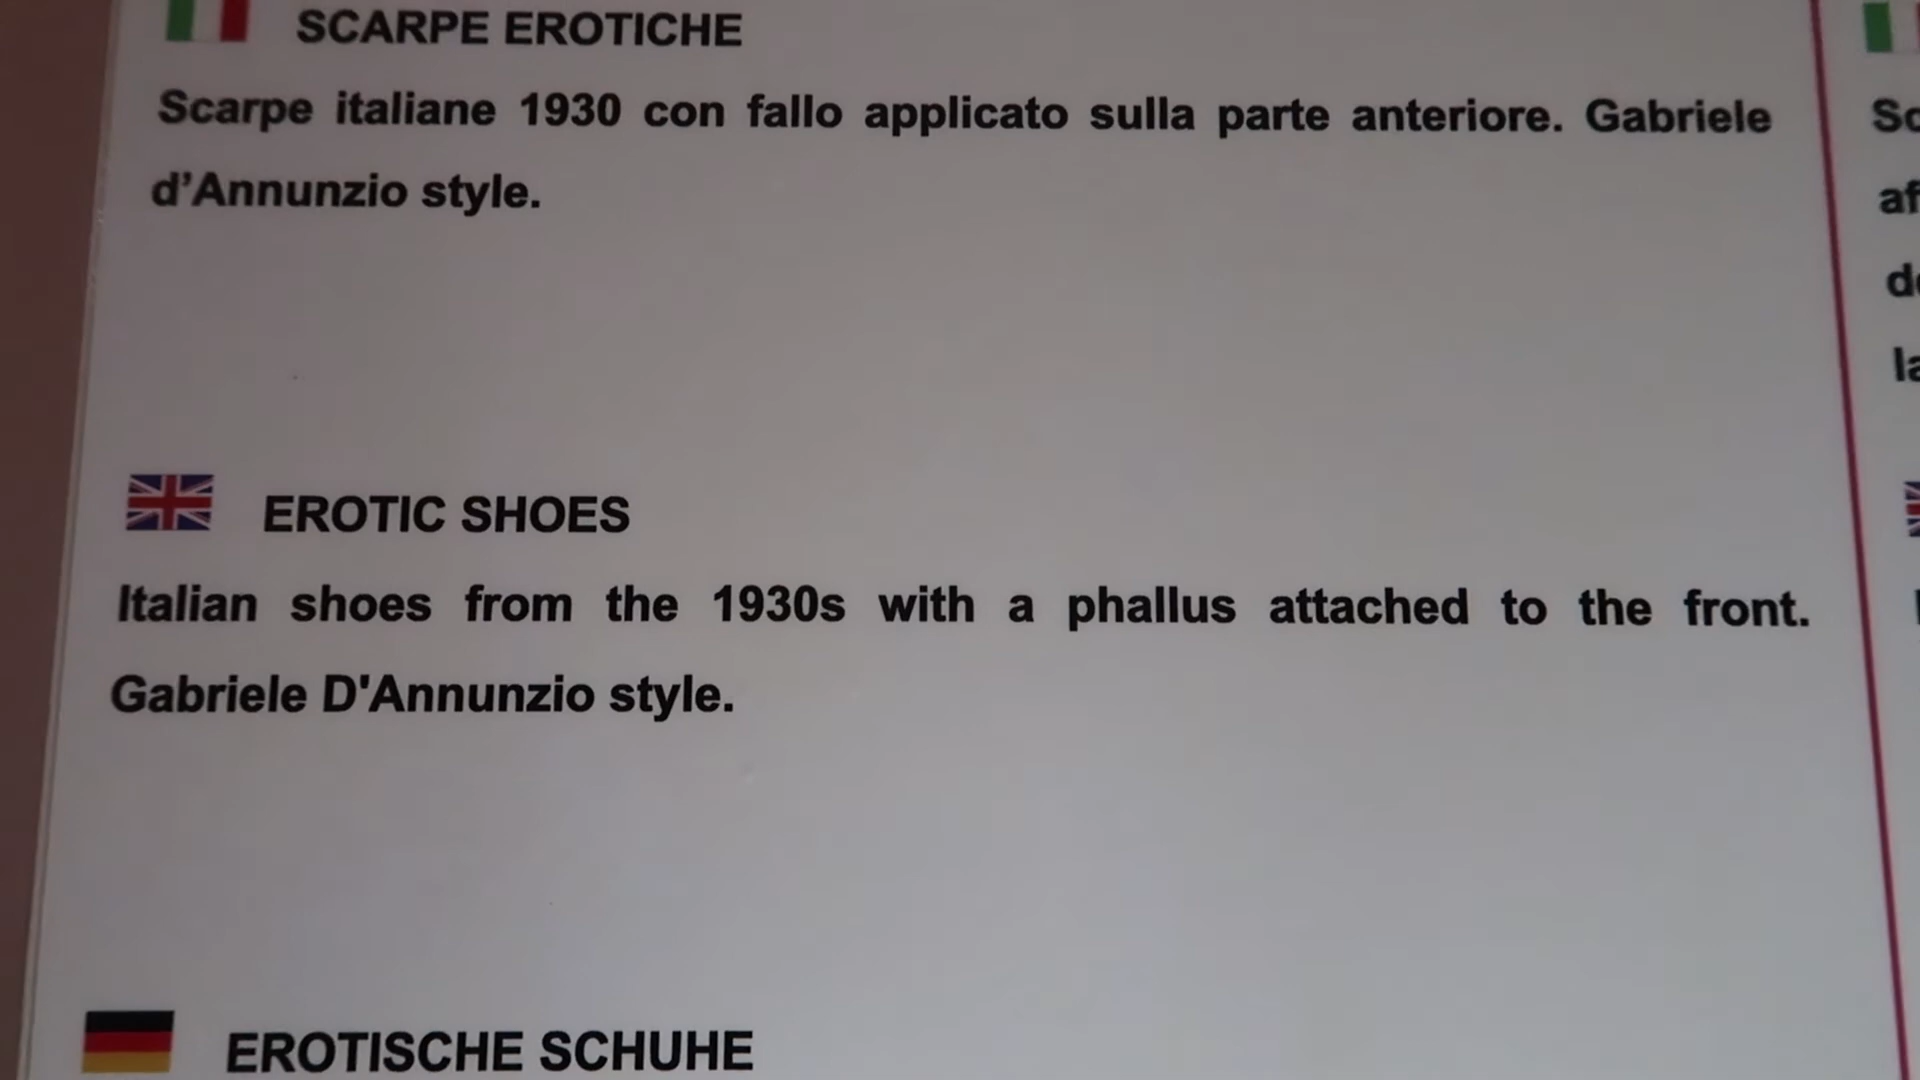 SCARPE EROTICHE
Scarpe italiane 1930 con fallo applicato sulla parte anteriore. Gabriele
d’Annunzio style.
EROTIC SHOES
Italian shoes from the 1930s with a phallus attached to the front.
Gabriele D'Annunzio style.
EROTISCHE SCHUHE